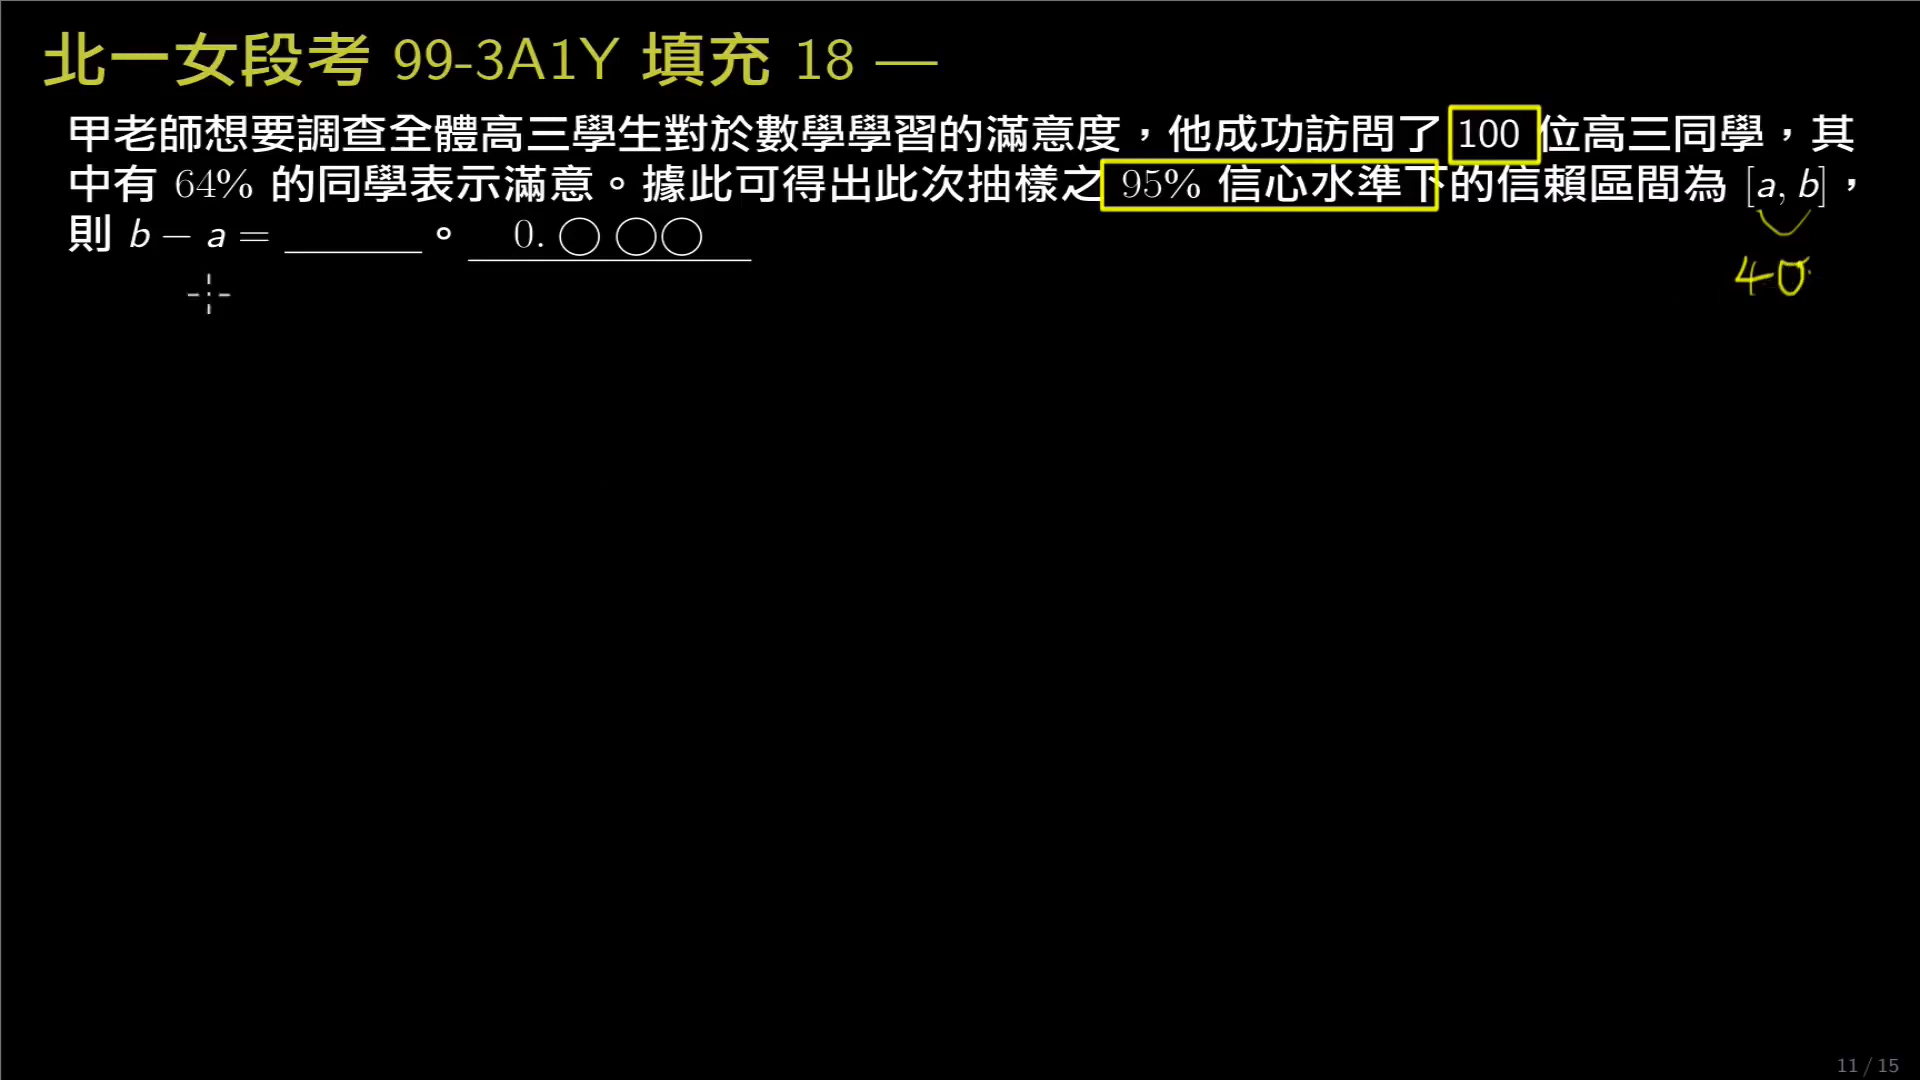 北一女段考 99-3A1Y 填充 18 —
甲老師想要調查全體高三學生對於數學學習的滿意度，他成功訪問了 100 位高三同學，其
中有 64% 的同學表示滿意。據此可得出此次抽樣之 95% 信心水準下的信賴區間為 [a, b]，
則 b − a = ______。 0. ○ ○○
4σ
11 / 15